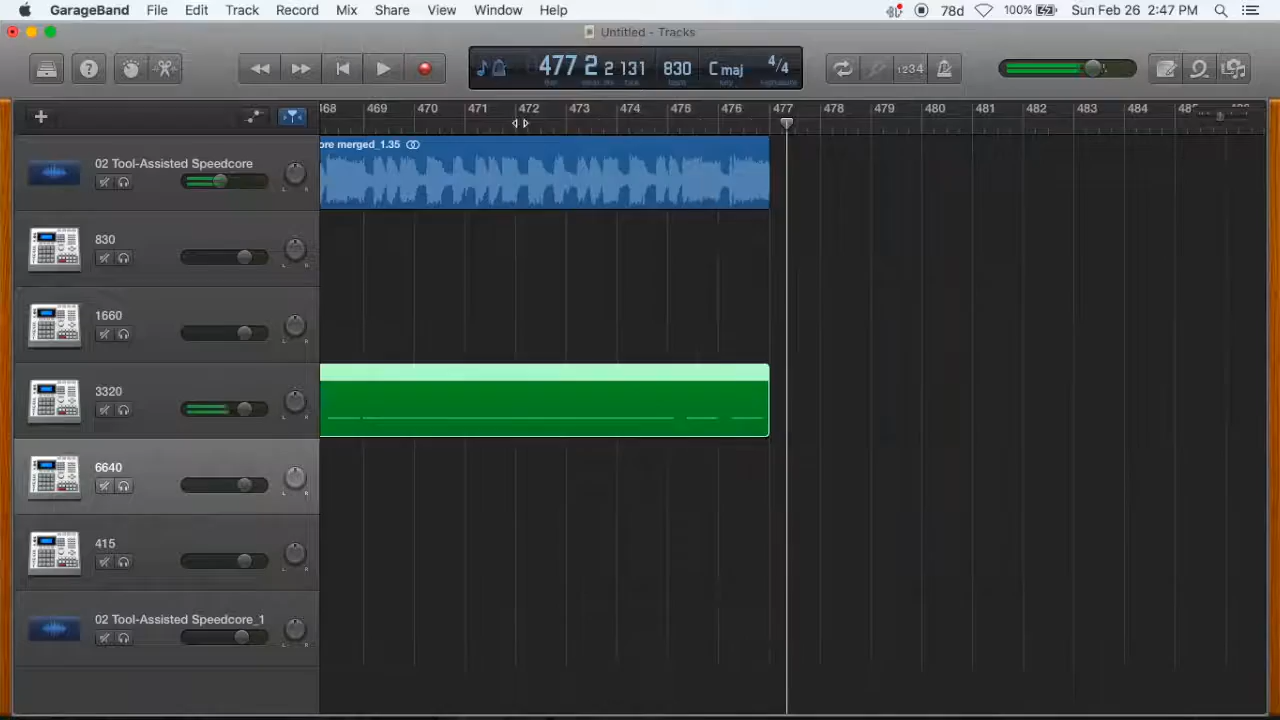 GarageBand File Edit Track Record Mix Share View Window Help 78d 100% Sun Feb 26 2:47 PM
Untitled - Tracks
477 2 2 131 830 C maj 4/4
1234
468 469 470 471 472 473 474 475 476 477 478 479 480 481 482 483 484
ore merged_1.35
02 Tool-Assisted Speedcore
L R
830
L R
1660
L R
3320
L R
6640
L R
415
L R
02 Tool-Assisted Speedcore_1
L R